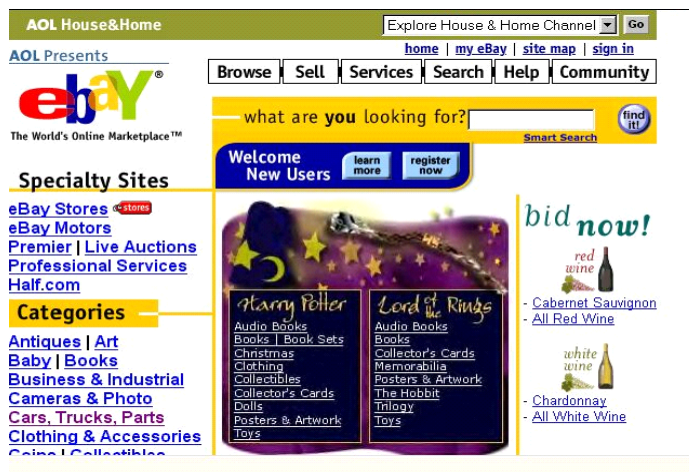 AOL House&Home
Explore House & Home Channel
Go
AOL Presents
ebay®
The World's Online Marketplace™
home | my eBay | site map | sign in
Browse
Sell
Services
Search
Help
Community
what are you looking for?
find it!
Smart Search
Welcome
New Users
learn
more
register
now
Specialty Sites
eBay Stores stores
eBay Motors
Premier | Live Auctions
Professional Services
Half.com
Categories
Antiques | Art
Baby | Books
Business & Industrial
Cameras & Photo
Cars, Trucks, Parts
Clothing & Accessories
Coins | Collectibles
Harry Potter
Audio Books
Books | Book Sets
Christmas
Clothing
Collectibles
Collector's Cards
Dolls
Posters & Artwork
Toys
Lord of the Rings
Audio Books
Books
Collector's Cards
Memorabilia
Posters & Artwork
The Hobbit
Trilogy
Toys
bid now!
red
wine
- Cabernet Sauvignon
- All Red Wine
white
wine
- Chardonnay
- All White Wine